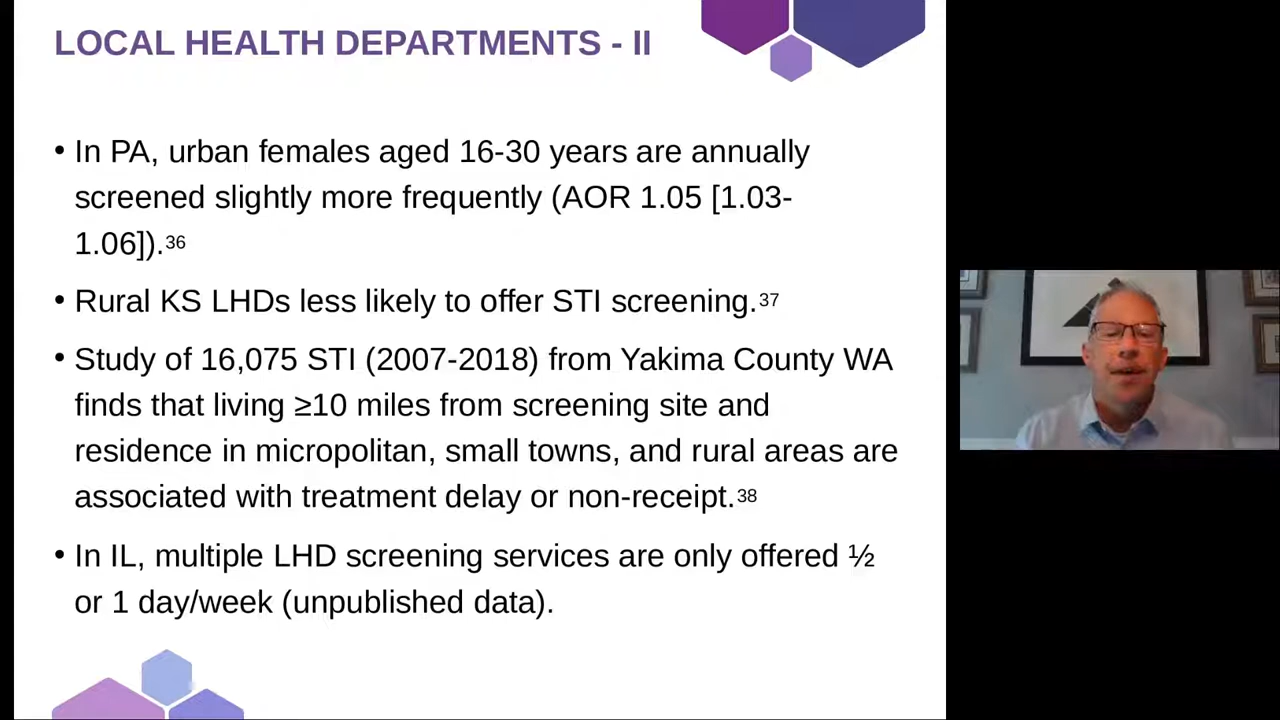 LOCAL HEALTH DEPARTMENTS - II
• In PA, urban females aged 16-30 years are annually
screened slightly more frequently (AOR 1.05 [1.03-
1.06]).36
• Rural KS LHDs less likely to offer STI screening.37
• Study of 16,075 STI (2007-2018) from Yakima County WA
finds that living ≥10 miles from screening site and
residence in micropolitan, small towns, and rural areas are
associated with treatment delay or non-receipt.38
• In IL, multiple LHD screening services are only offered ½
or 1 day/week (unpublished data).